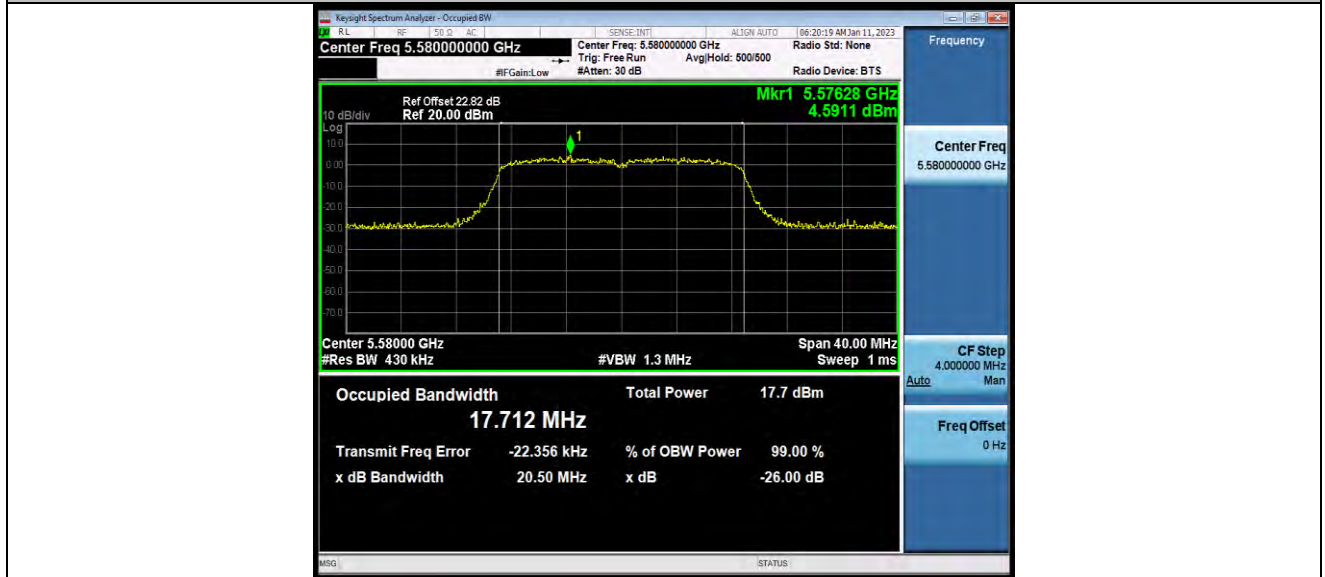 Keysight Spectrum Analyzer - Occupied BW
RL RF 50 Ω AC SENSE:INT ALIGN AUTO 06:20:19 AM Jan 11, 2023
Center Freq 5.580000000 GHz
Center Freq: 5.580000000 GHz Radio Std: None
Trig: Free Run Avg|Hold: 500/500
#IFGain:Low #Atten: 30 dB Radio Device: BTS
Frequency
Mkr1 5.57628 GHz
4.5911 dBm
Ref Offset 22.82 dB
10 dB/div Ref 20.00 dBm
Log
10.0
0.00
-10.0
-20.0
-30.0
-40.0
-50.0
-60.0
-70.0
1
Center Freq
5.580000000 GHz
Center 5.58000 GHz Span 40.00 MHz
#Res BW 430 kHz #VBW 1.3 MHz Sweep 1 ms
CF Step
4.000000 MHz
Auto Man
Occupied Bandwidth Total Power 17.7 dBm
17.712 MHz
Transmit Freq Error -22.356 kHz % of OBW Power 99.00 %
x dB Bandwidth 20.50 MHz x dB -26.00 dB
Freq Offset
0 Hz
MSG STATUS